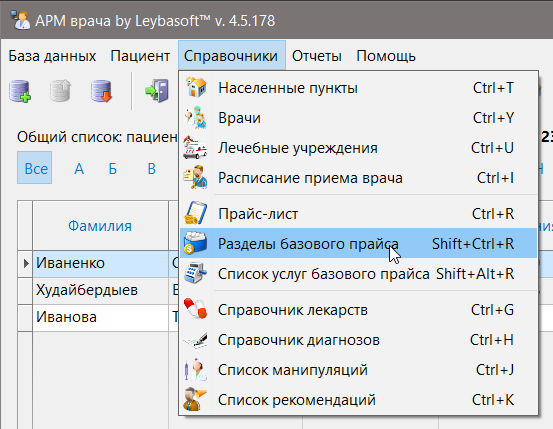 АРМ врача by Leybasoft™ v. 4.5.178
База данных Пациент Справочники Отчеты Помощь
Населенные пункты Ctrl+T
Врачи Ctrl+Y
Общий список: пациен
Лечебные учреждения Ctrl+U
Все А Б В
Расписание приема врача Ctrl+I
Прайс-лист Ctrl+R
Фамилия
Разделы базового прайса Shift+Ctrl+R
Иваненко
Список услуг базового прайса Shift+Alt+R
Худайбердыев
Иванова
Справочник лекарств Ctrl+G
Справочник диагнозов Ctrl+H
Список манипуляций Ctrl+J
Список рекомендаций Ctrl+K